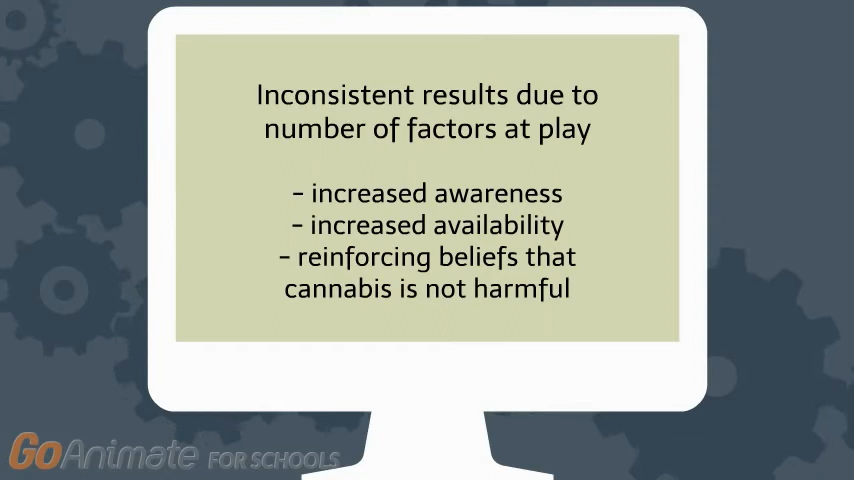 Inconsistent results due to
number of factors at play
- increased awareness
- increased availability
- reinforcing beliefs that
cannabis is not harmful
GoAnimate FOR SCHOOLS